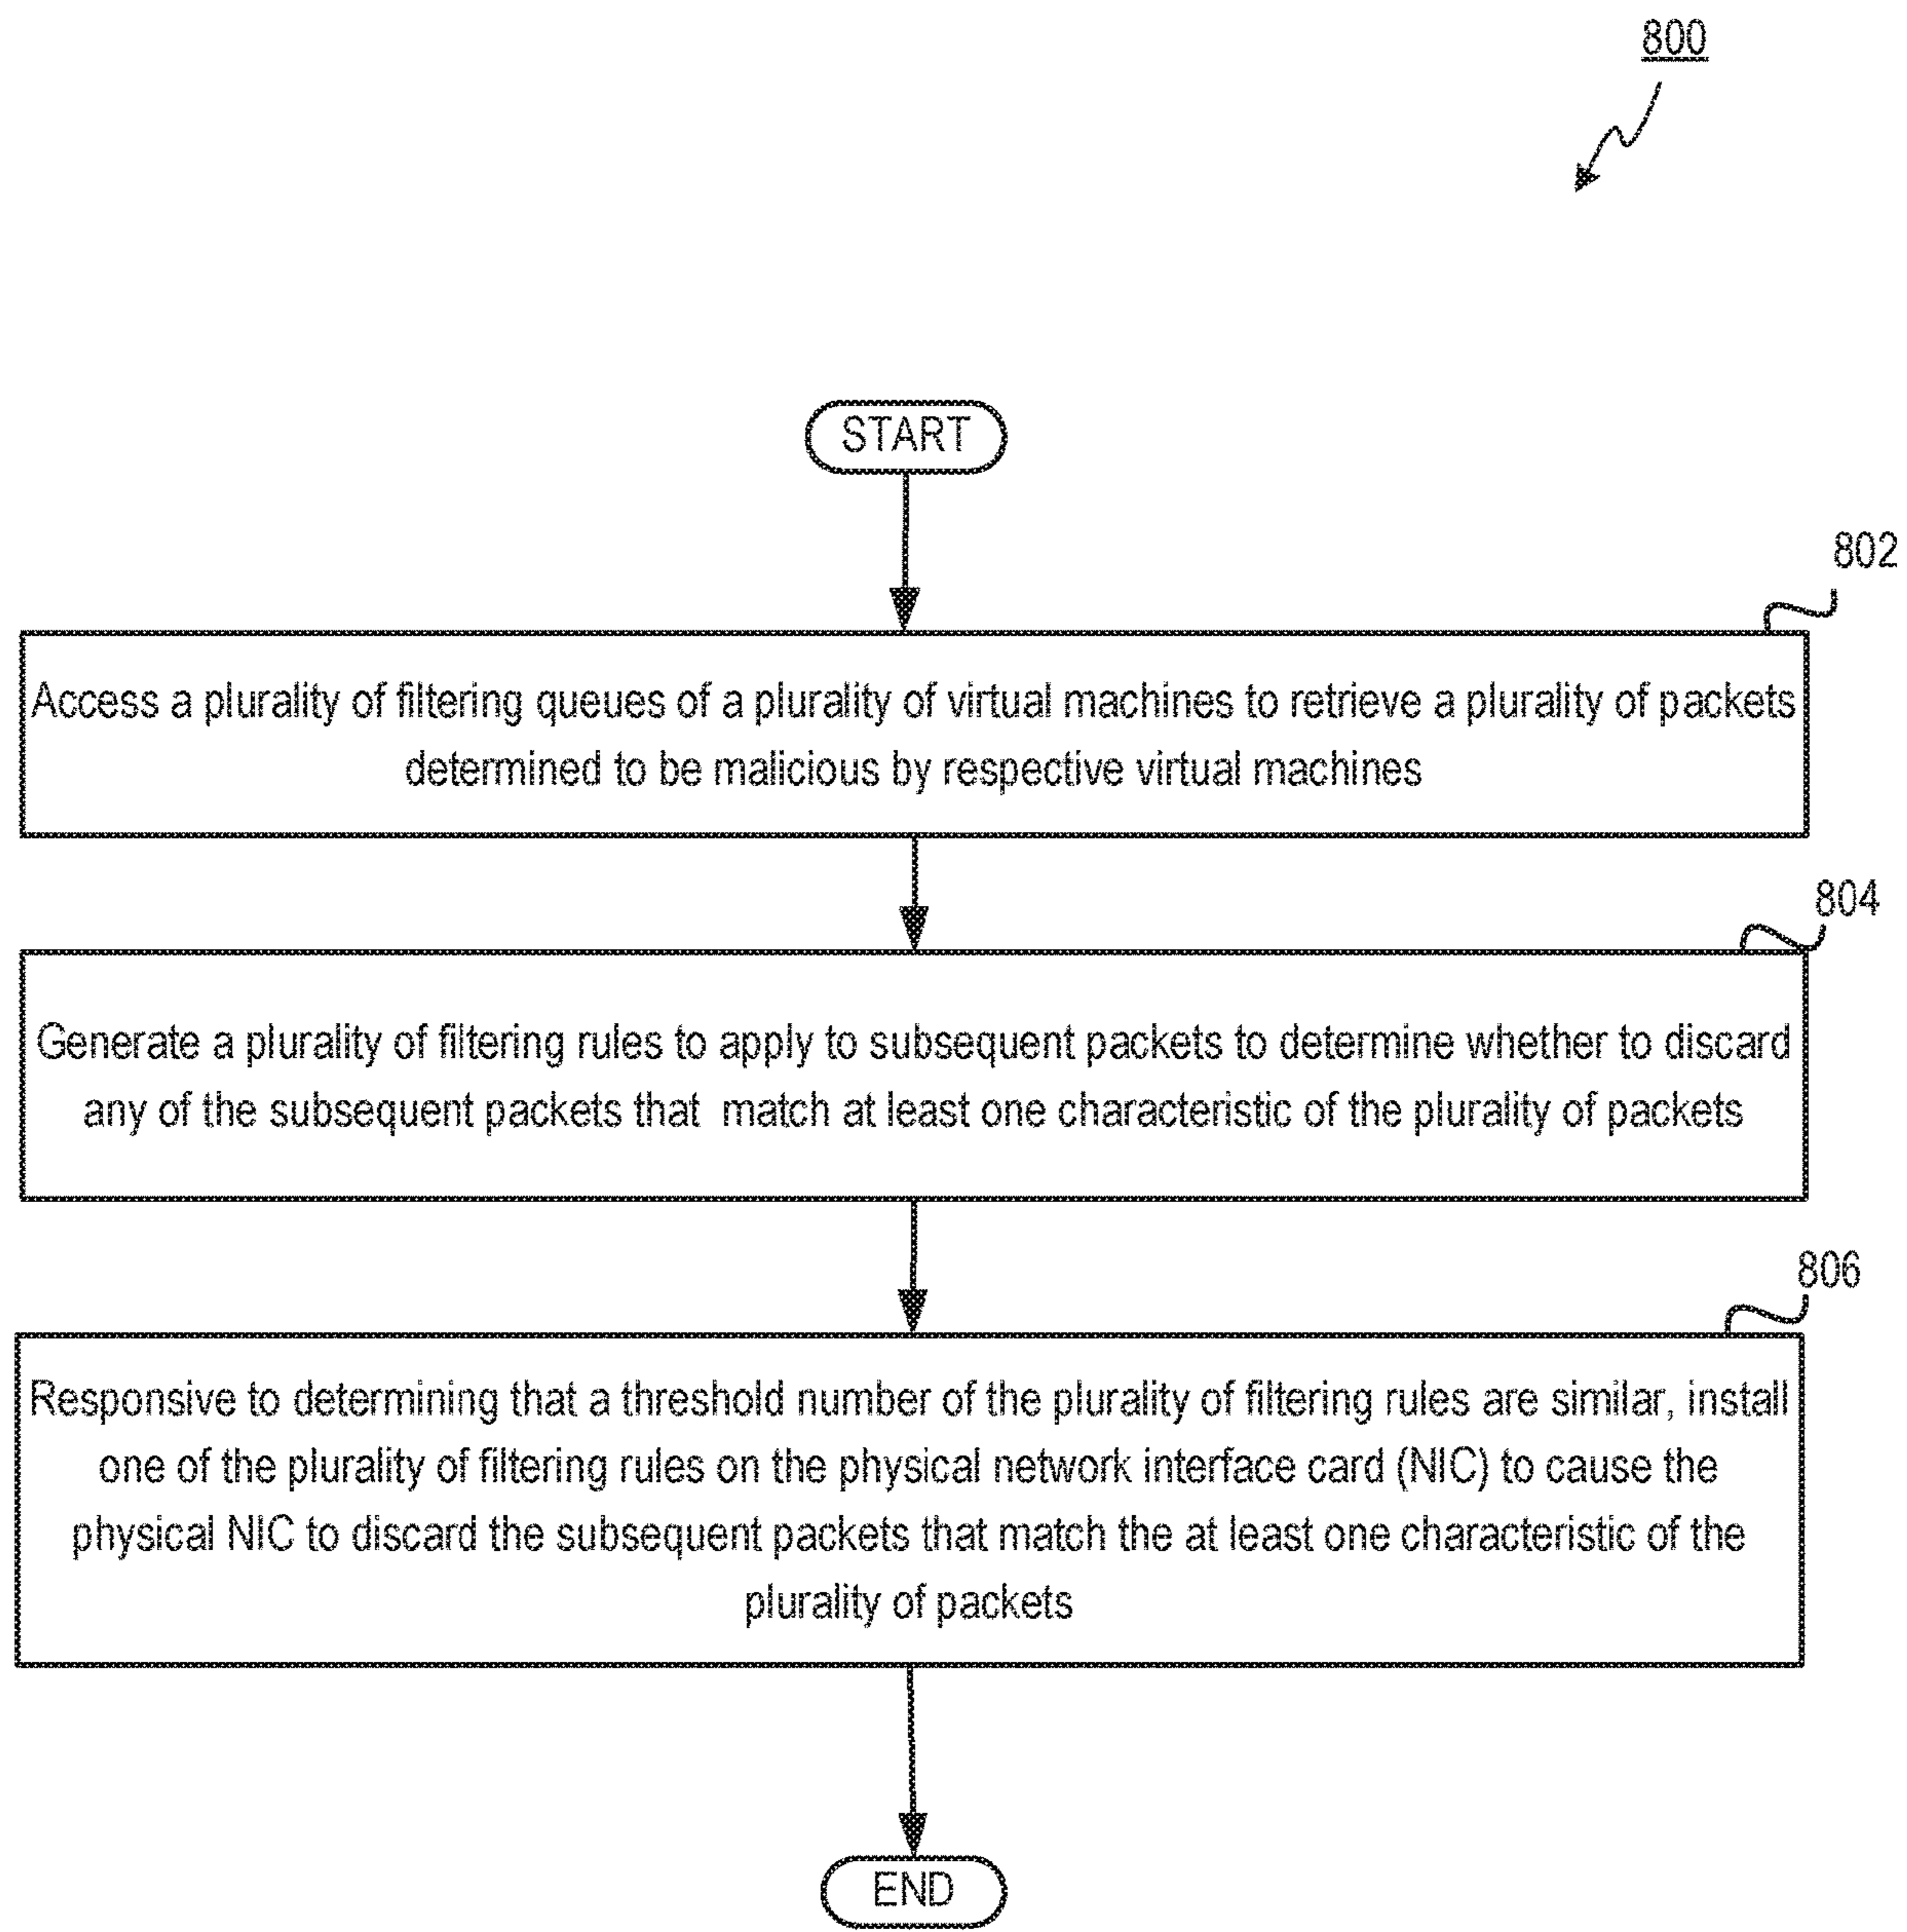 800
START
802
Access a plurality of filtering queues of a plurality of virtual machines to retrieve a plurality of packets
determined to be malicious by respective virtual machines
804
Generate a plurality of filtering rules to apply to subsequent packets to determine whether to discard
any of the subsequent packets that match at least one characteristic of the plurality of packets
806
Responsive to determining that a threshold number of the plurality of filtering rules are similar, install
one of the plurality of filtering rules on the physical network interface card (NIC) to cause the
physical NIC to discard the subsequent packets that match the at least one characteristic of the
plurality of packets
END